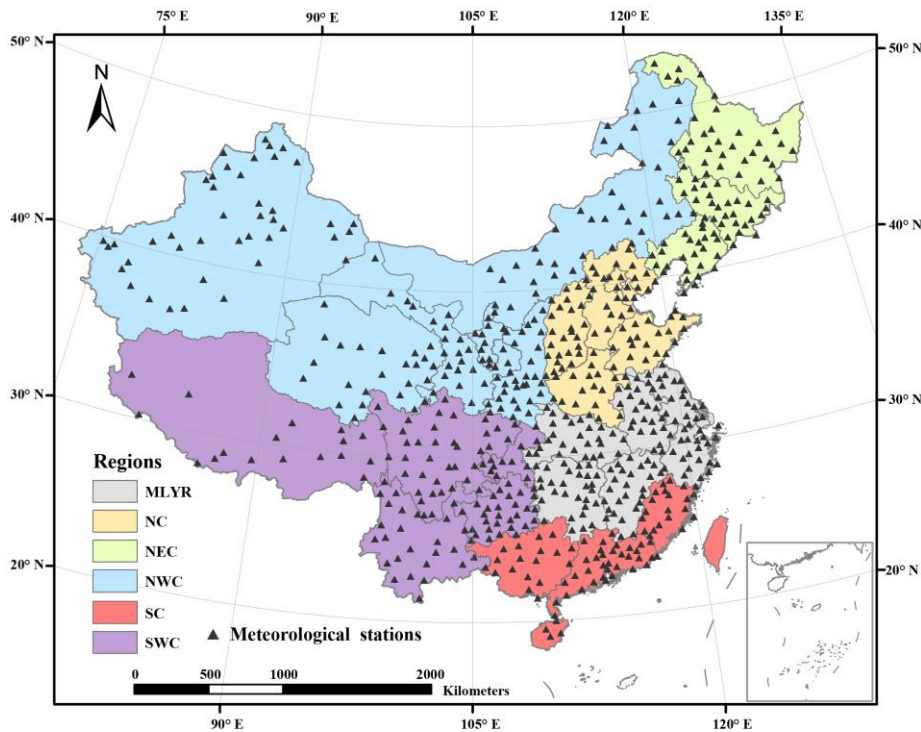 75° E 90° E 105° E 120° E 135° E
50° N 50° N
N
40° N 40° N
30° N 30° N
Regions
MLYR
NC
NEC
NWC
SC
SWC
20° N 20° N
Meteorological stations
0 500 1000 2000
Kilometers
90° E 105° E 120° E